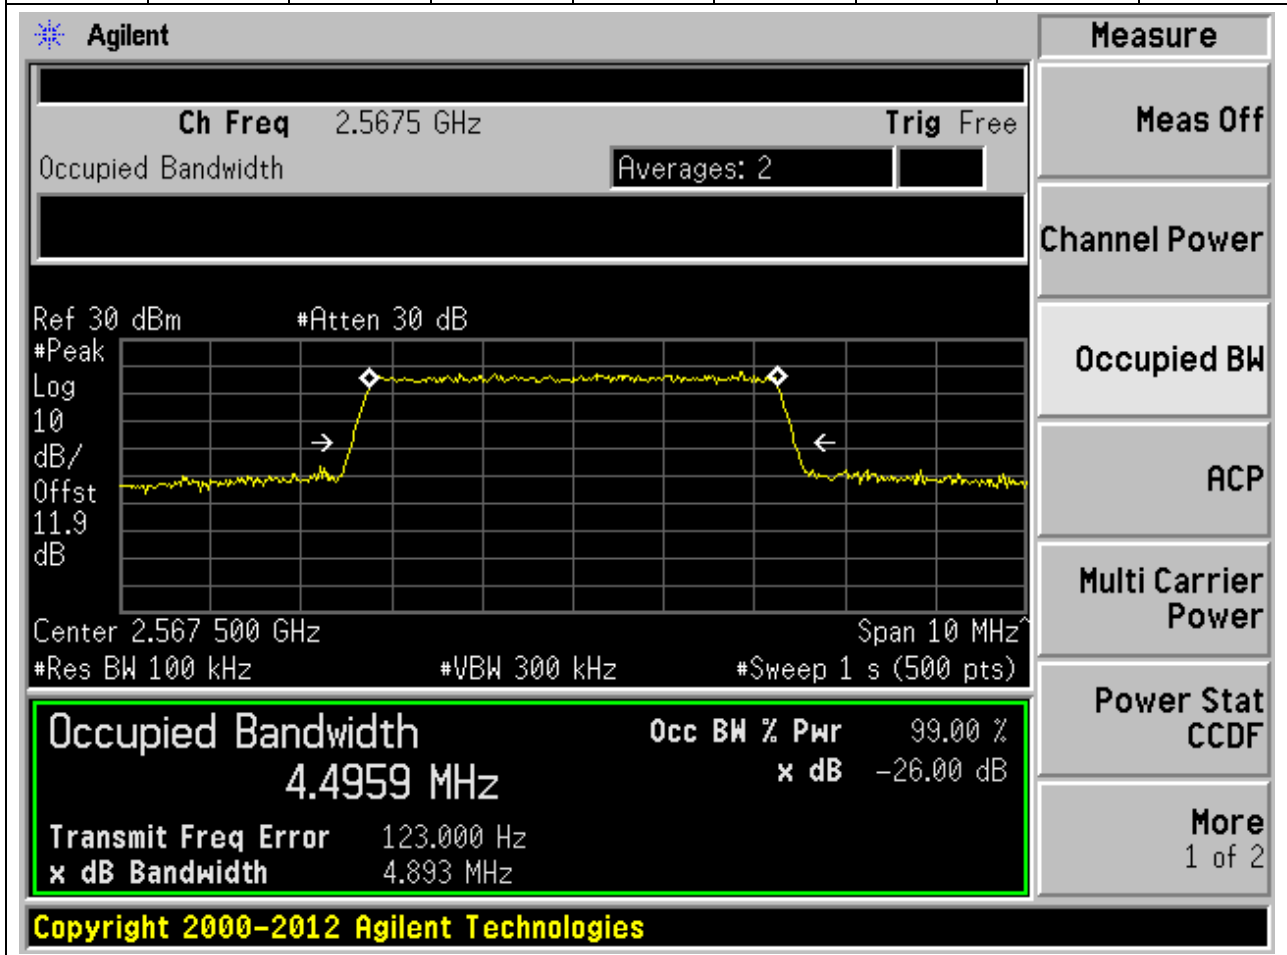 Agilent
Measure
Ch Freq 2.5675 GHz Trig Free
Meas Off
Occupied Bandwidth Averages: 2
Channel Power
Ref 30 dBm #Atten 30 dB
#Peak
Log
10
dB/
Offst
11.9
dB
Occupied BW
ACP
Multi Carrier
Power
Center 2.567 500 GHz Span 10 MHz^
#Res BW 100 kHz #VBW 300 kHz #Sweep 1 s (500 pts)
Power Stat
CCDF
Occupied Bandwidth
4.4959 MHz
Occ BW % Pwr 99.00 %
x dB -26.00 dB
Transmit Freq Error 123.000 Hz
x dB Bandwidth 4.893 MHz
More
1 of 2
Copyright 2000-2012 Agilent Technologies